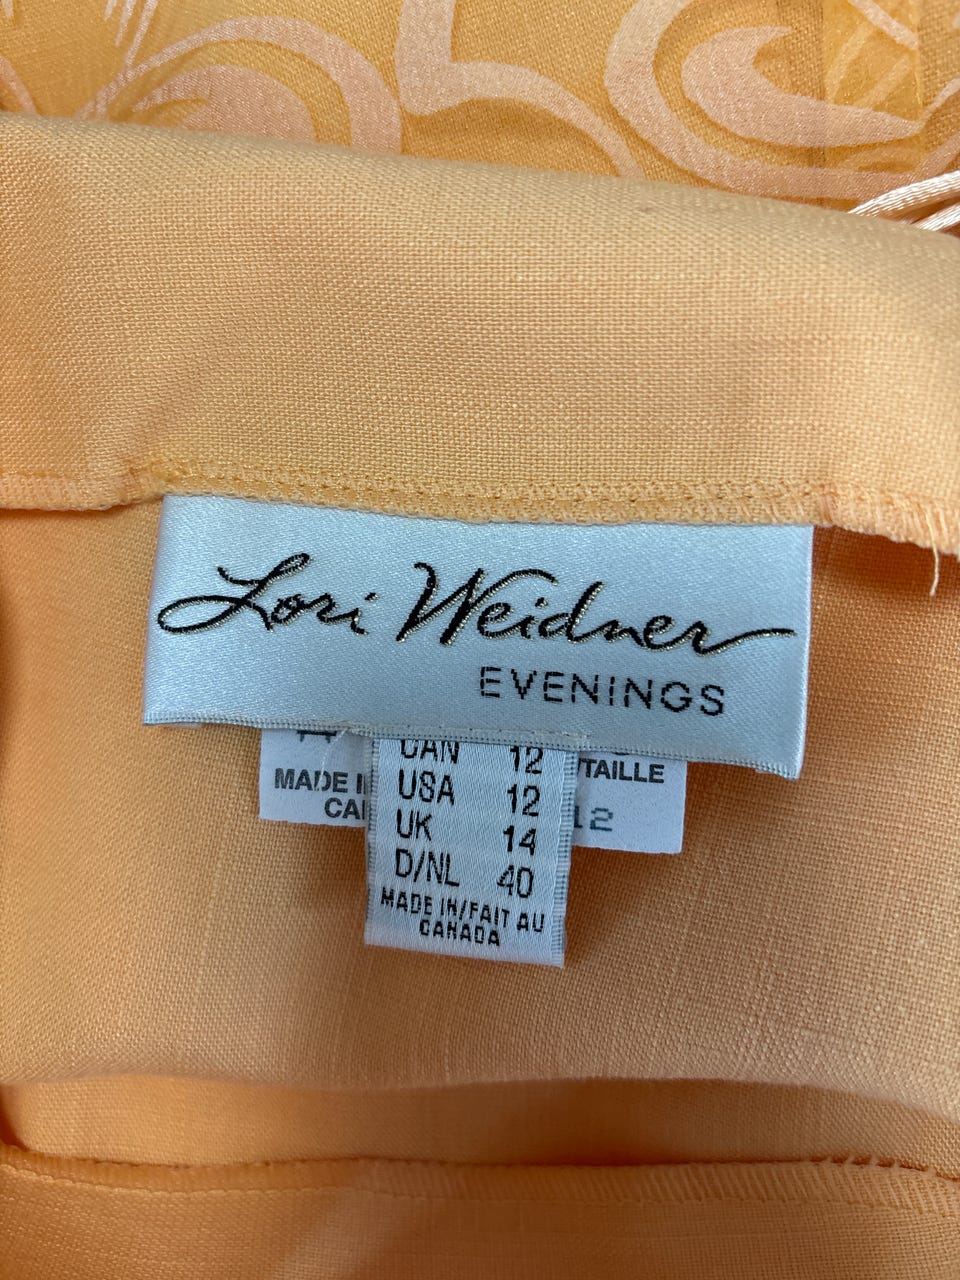 Lori Weidner
EVENINGS
CAN 12
USA 12
UK 14
D/NL 40
MADE IN/FAIT AU
CANADA
MADE
/TAILLE
12